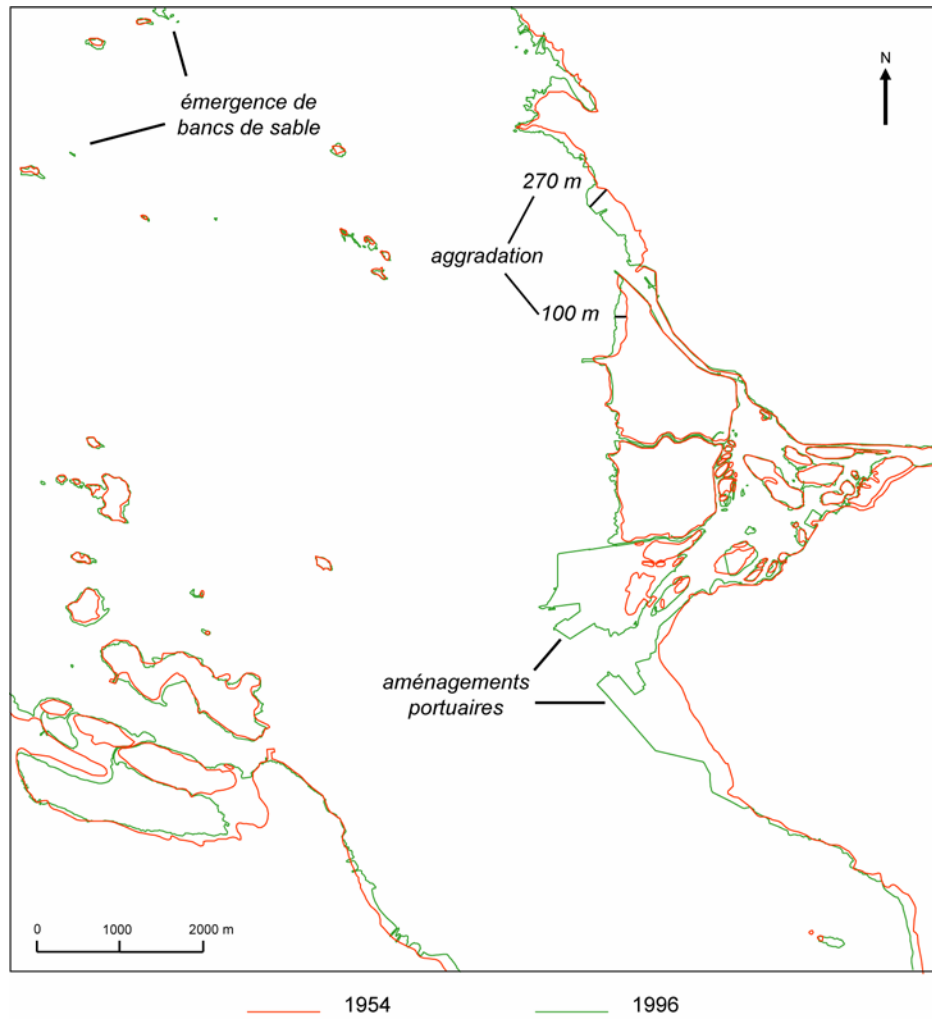 N
émergence de
bancs de sable
270 m
aggradation
100 m
aménagements
portuaires
0 1000 2000 m
1954 1996